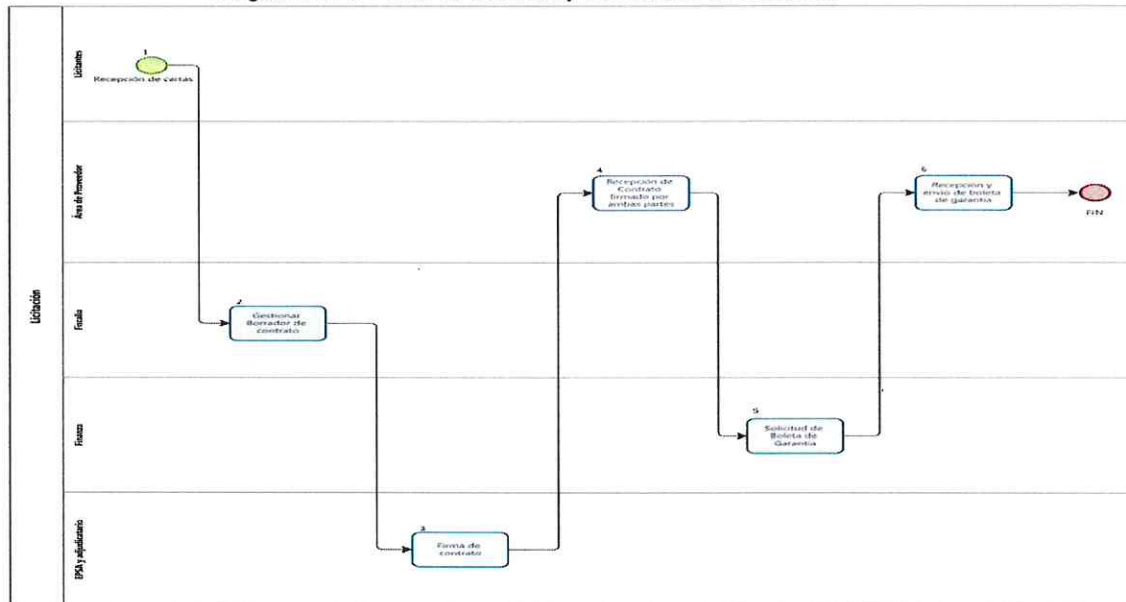 Licitación
Licitantes
1
Recepción de cartas
Área de Proveedor
4
Recepción de
Contrato
firmado por
ambas partes
6
Recepción y
envió de boleta
de garantía
FIN
Fiscalía
2
Gestionar
Borrador de
contrato
Finanzas
5
Solicitud de
Boleta de
Garantía
EPSA y adjudicatario
3
Firma de
contrato